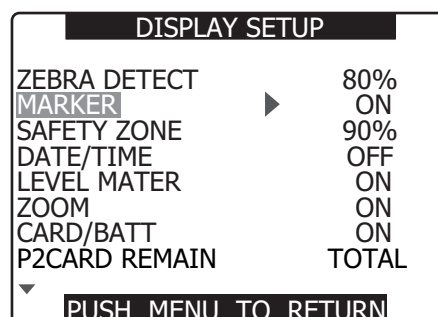 DISPLAY SETUP
ZEBRA DETECT 80%
MARKER ON
SAFETY ZONE 90%
DATE/TIME OFF
LEVEL MATER ON
ZOOM ON
CARD/BATT ON
P2CARD REMAIN TOTAL
PUSH MENU TO RETURN